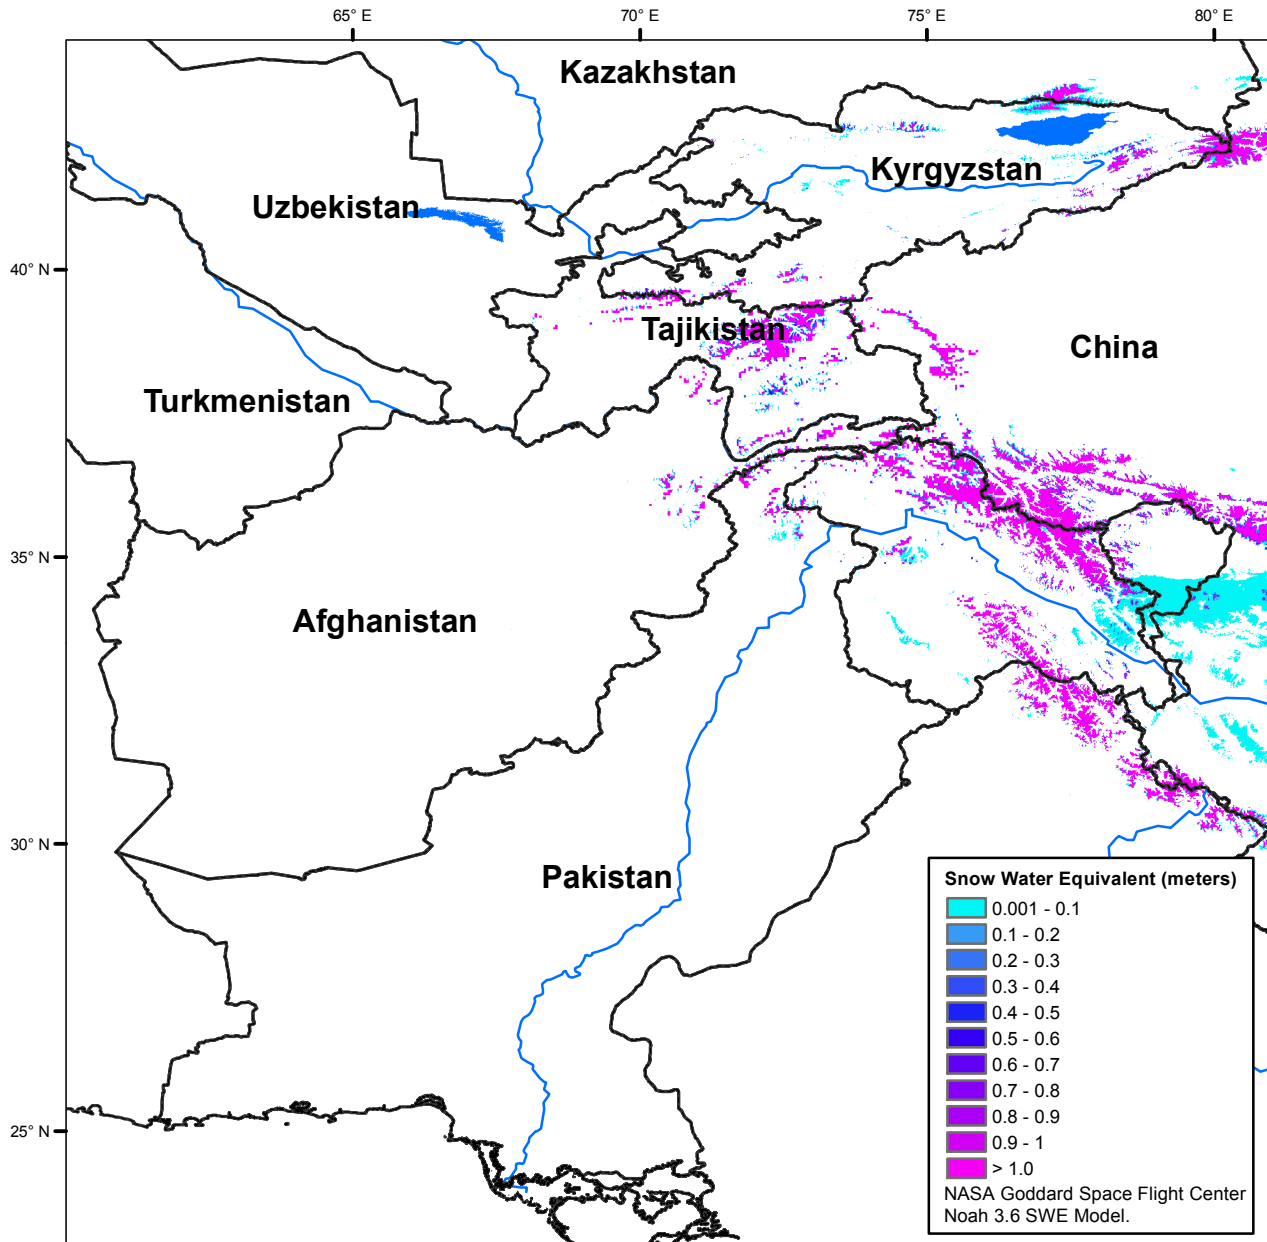 65° E
70° E
75° E
80° E
Kazakhstan
Kyrgyzstan
Uzbekistan
40° N
Tajikistan
China
Turkmenistan
35° N
Afghanistan
30° N
Pakistan
25° N
Snow Water Equivalent (meters)
0.001 - 0.1
0.1 - 0.2
0.2 - 0.3
0.3 - 0.4
0.4 - 0.5
0.5 - 0.6
0.6 - 0.7
0.7 - 0.8
0.8 - 0.9
0.9 - 1
> 1.0
NASA Goddard Space Flight Center
Noah 3.6 SWE Model.